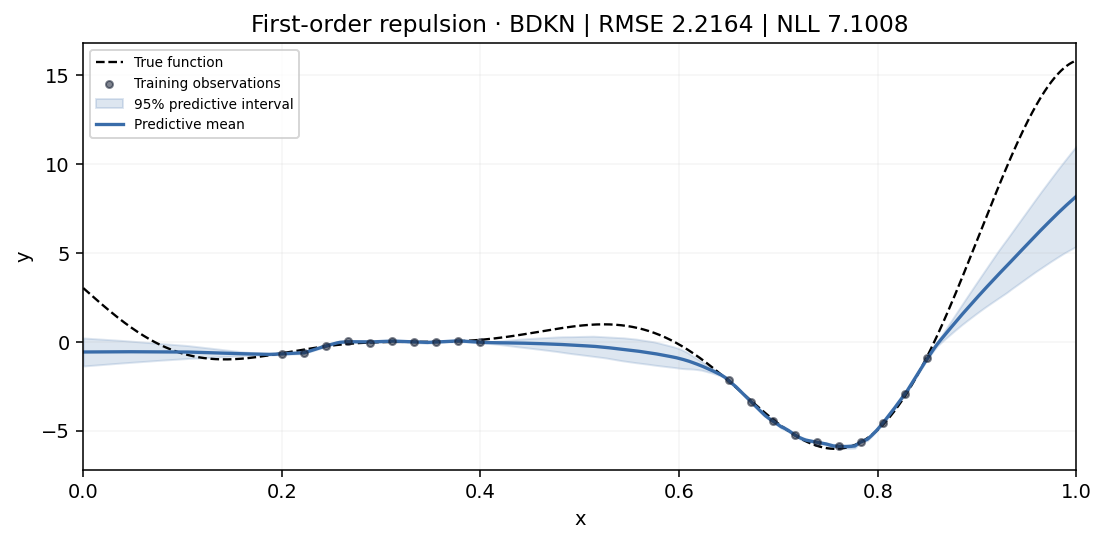 First-order repulsion · BDKN | RMSE 2.2164 | NLL 7.1008
True function
Training observations
95% predictive interval
Predictive mean
y
15
10
5
0
−5
0.0 0.2 0.4 0.6 0.8 1.0
x